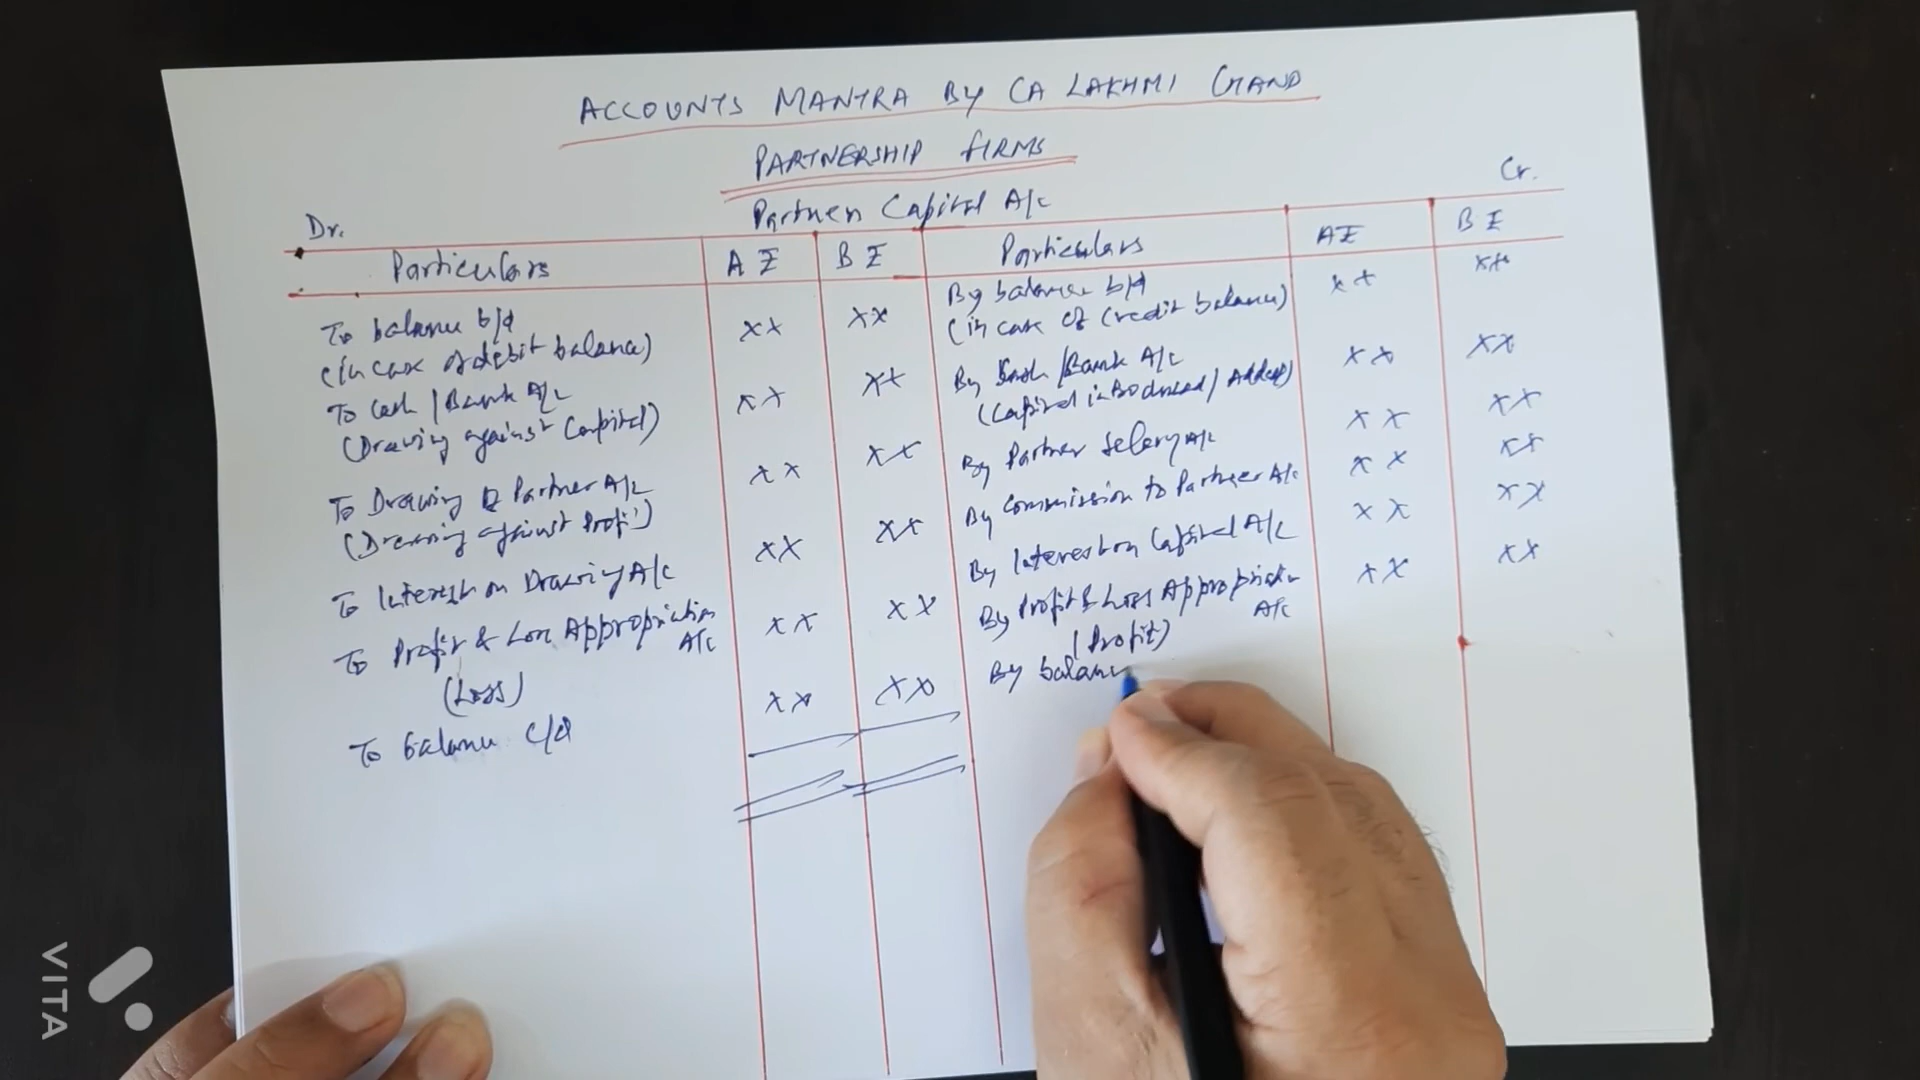 ACCOUNTS MANTRA BY CA LAKHMI CHAND
PARTNERSHIP FIRMS
Partner Capital A/c
Dr.
Cr.
Particulars A ₹ B ₹ Particulars A ₹ B ₹
To balance b/d xx xx
(in case of debit balance)
To Cash / Bank A/c xx xx
(Drawing against Capital)
To Drawing Partner A/c xx xx
(Drawing against Profit)
To Interest on Drawing A/c xx xx
To Profit & Loss Appropriation xx xx
A/c
(Loss)
To balance c/d xx xx
By balance b/d xx xx
(in case of Credit balance)
By Cash / Bank A/c xx xx
(Capital introduced / Added)
By Partner Salary A/c xx xx
By Commission to Partner A/c xx xx
By Interest on Capital A/c xx xx
By Profit & Loss Appropriation xx xx
A/c
(Profit)
By balanc
VITA